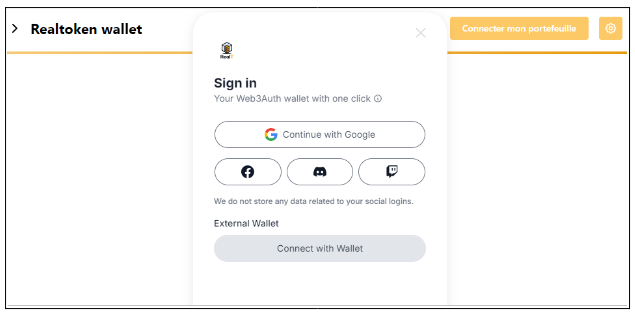 Realtoken wallet
Connecter mon portefeuille
Real
Sign in
Your Web3Auth wallet with one click
Continue with Google
We do not store any data related to your social logins.
External Wallet
Connect with Wallet